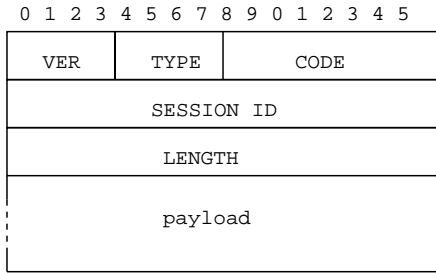 0 1 2 3 4 5 6 7 8 9 0 1 2 3 4 5
VER TYPE CODE
SESSION ID
LENGTH
payload